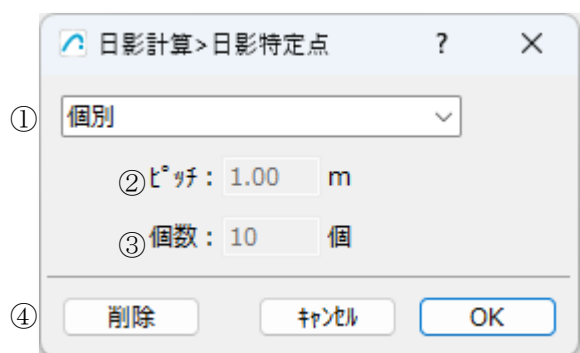 日影計算>日影特定点 ? ×
① 個別
② ﾋﾟｯﾁ : 1.00 m
③ 個数 : 10 個
④ 削除 ｷｬﾝｾﾙ OK